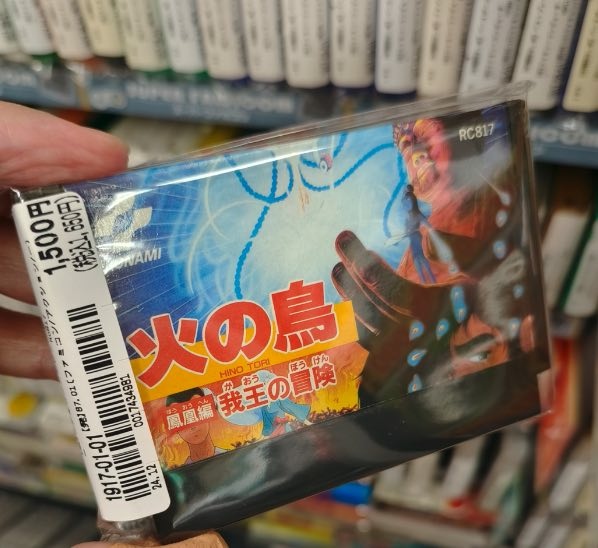 RC817
1,500円
(税込1,650円)
KONAMI
火の鳥
HINO TORI
ほうおうへん
鳳凰編
がおう
我王の
ぼうけん
冒険
1917-01-01
0017434981
24.12